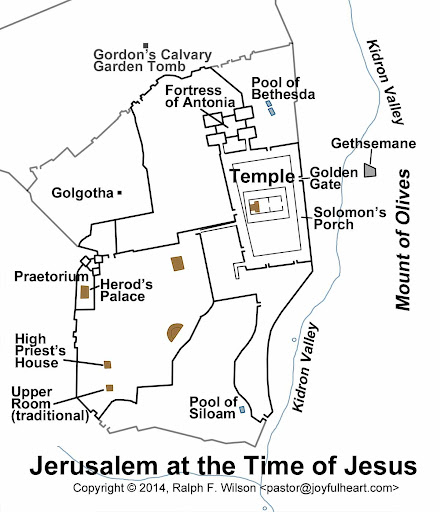 Gordon's Calvary
Garden Tomb
Fortress
of Antonia
Pool of
Bethesda
Kidron Valley
Gethsemane
Temple
Golden
Gate
Golgotha
Solomon's
Porch
Mount of Olives
Praetorium
Herod's
Palace
High
Priest's
House
Kidron Valley
Upper
Room
(traditional)
Pool of
Siloam
Jerusalem at the Time of Jesus
Copyright © 2014, Ralph F. Wilson <pastor@joyfulheart.com>